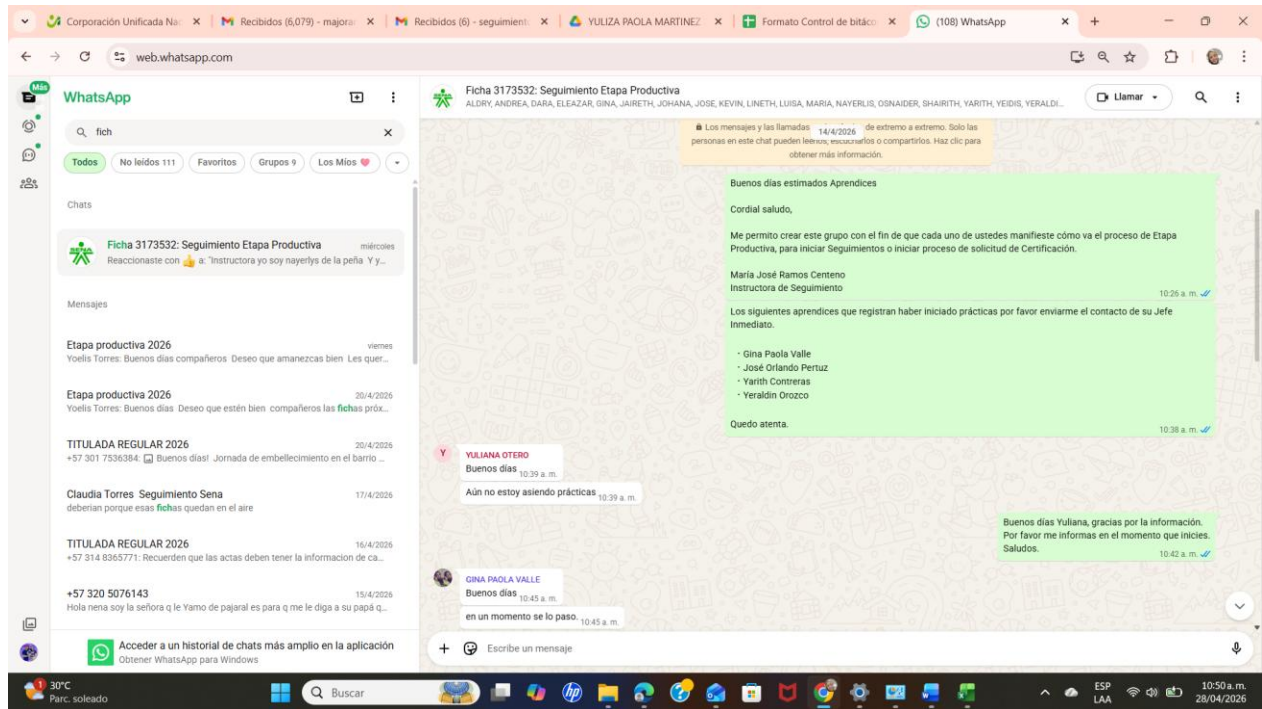 Corporación Unificada Nac
Recibidos (6,079) - majora
Recibidos (6) - seguimient
YULIZA PAOLA MARTINEZ
Formato Control de bitáco
(108) WhatsApp
web.whatsapp.com
Más
WhatsApp
fich
Todos
No leídos 111
Favoritos
Grupos 9
Los Míos
Chats
Ficha 3173532: Seguimiento Etapa Productiva
miércoles
Reaccionaste con 👍 a: "Instructora yo soy nayerlys de la peña Y y...
Mensajes
Etapa productiva 2026
viernes
Yoelis Torres: Buenos días compañeros Deseo que amanezcas bien Les quer...
Etapa productiva 2026
20/4/2026
Yoelis Torres: Buenos días Deseo que estén bien compañeros las fichas próx...
TITULADA REGULAR 2026
20/4/2026
+57 301 7536384: Buenos días! Jornada de embellecimiento en el barrio ...
Claudia Torres Seguimiento Sena
17/4/2026
deberian porque esas fichas quedan en el aire
TITULADA REGULAR 2026
16/4/2026
+57 314 8365771: Recuerden que las actas deben tener la informacion de ca...
+57 320 5076143
15/4/2026
Hola nena soy la señora q le Yamo de pajaral es para q me le diga a su papá q...
Acceder a un historial de chats más amplio en la aplicación
Obtener WhatsApp para Windows
Ficha 3173532: Seguimiento Etapa Productiva
ALDRY, ANDREA, DARA, ELEAZAR, GINA, JAIRETH, JOHANA, JOSE, KEVIN, LINETH, LUISA, MARIA, NAYERLIS, OSNAIDER, SHAIRITH, YARITH, YEIDIS, YERALDI...
Llamar
14/4/2026
Los mensajes y las llamadas de extremo a extremo. Solo las
personas en este chat pueden leerlos, escucharlos o compartirlos. Haz clic para
obtener más información.
Buenos días estimados Aprendices
Cordial saludo,
Me permito crear este grupo con el fin de que cada uno de ustedes manifieste cómo va el proceso de Etapa
Productiva, para iniciar Seguimientos o iniciar proceso de solicitud de Certificación.
María José Ramos Centeno
Instructora de Seguimiento
10:26 a. m.
Los siguientes aprendices que registran haber iniciado prácticas por favor enviarme el contacto de su Jefe
Inmediato.
· Gina Paola Valle
· José Orlando Pertuz
· Yarith Contreras
· Yeraldin Orozco
Quedo atenta.
10:38 a. m.
Y
YULIANA OTERO
Buenos días 10:39 a. m.
Aún no estoy asiendo prácticas 10:39 a. m.
Buenos días Yuliana, gracias por la información.
Por favor me informas en el momento que inicies.
Saludos.
10:42 a. m.
GINA PAOLA VALLE
Buenos días 10:45 a. m.
en un momento se lo paso. 10:45 a. m.
Escribe un mensaje
1
30°C
Parc. soleado
Buscar
hp
ESP
LAA
10:50 a. m.
28/04/2026